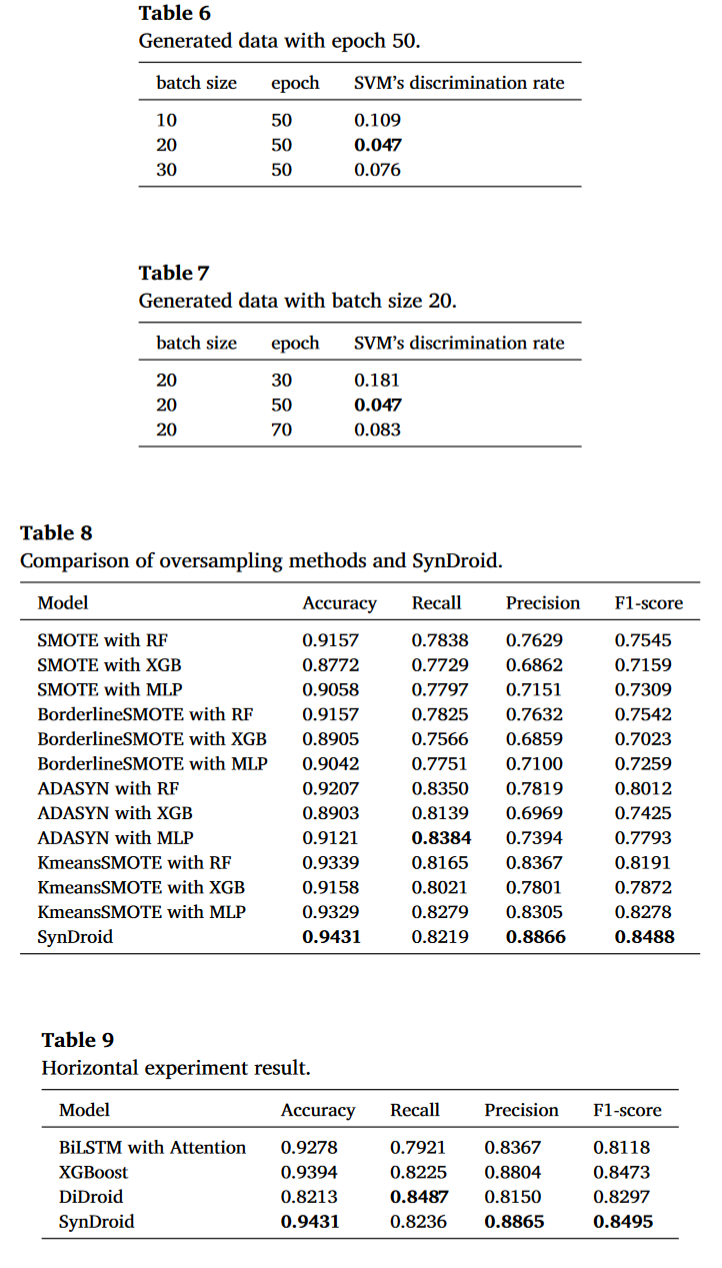 Table 6
Generated data with epoch 50.
batch size epoch SVM's discrimination rate
10 50 0.109
20 50 0.047
30 50 0.076
Table 7
Generated data with batch size 20.
batch size epoch SVM's discrimination rate
20 30 0.181
20 50 0.047
20 70 0.083
Table 8
Comparison of oversampling methods and SynDroid.
Model Accuracy Recall Precision F1-score
SMOTE with RF 0.9157 0.7838 0.7629 0.7545
SMOTE with XGB 0.8772 0.7729 0.6862 0.7159
SMOTE with MLP 0.9058 0.7797 0.7151 0.7309
BorderlineSMOTE with RF 0.9157 0.7825 0.7632 0.7542
BorderlineSMOTE with XGB 0.8905 0.7566 0.6859 0.7023
BorderlineSMOTE with MLP 0.9042 0.7751 0.7100 0.7259
ADASYN with RF 0.9207 0.8350 0.7819 0.8012
ADASYN with XGB 0.8903 0.8139 0.6969 0.7425
ADASYN with MLP 0.9121 0.8384 0.7394 0.7793
KmeansSMOTE with RF 0.9339 0.8165 0.8367 0.8191
KmeansSMOTE with XGB 0.9158 0.8021 0.7801 0.7872
KmeansSMOTE with MLP 0.9329 0.8279 0.8305 0.8278
SynDroid 0.9431 0.8219 0.8866 0.8488
Table 9
Horizontal experiment result.
Model Accuracy Recall Precision F1-score
BiLSTM with Attention 0.9278 0.7921 0.8367 0.8118
XGBoost 0.9394 0.8225 0.8804 0.8473
DiDroid 0.8213 0.8487 0.8150 0.8297
SynDroid 0.9431 0.8236 0.8865 0.8495